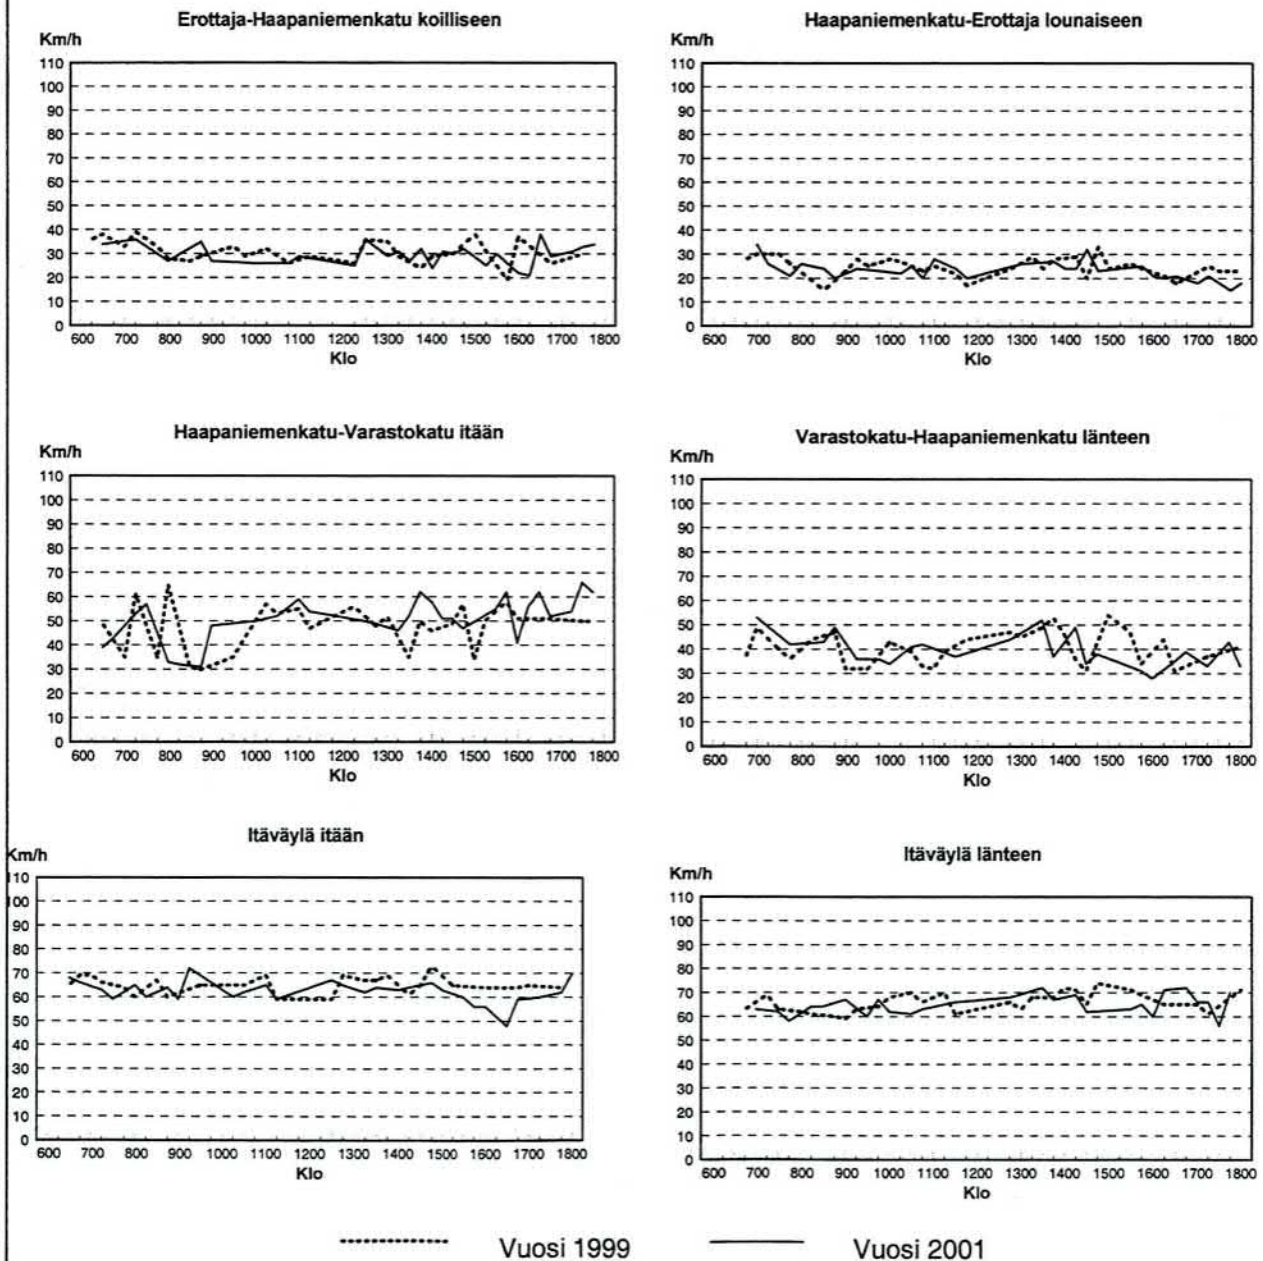 Erottaja-Haapaniemenkatu koilliseen
Km/h
110
100
90
80
70
60
50
40
30
20
10
0
600 700 800 900 1000 1100 1200 1300 1400 1500 1600 1700 1800
Klo
Haapaniemenkatu-Erottaja lounaiseen
Km/h
110
100
90
80
70
60
50
40
30
20
10
0
600 700 800 900 1000 1100 1200 1300 1400 1500 1600 1700 1800
Klo
Haapaniemenkatu-Varastokatu itään
Km/h
110
100
90
80
70
60
50
40
30
20
10
0
600 700 800 900 1000 1100 1200 1300 1400 1500 1600 1700 1800
Klo
Varastokatu-Haapaniemenkatu länteen
Km/h
110
100
90
80
70
60
50
40
30
20
10
0
600 700 800 900 1000 1100 1200 1300 1400 1500 1600 1700 1800
Klo
Itäväylä itään
Km/h
110
100
90
80
70
60
50
40
30
20
10
0
600 700 800 900 1000 1100 1200 1300 1400 1500 1600 1700 1800
Klo
Itäväylä länteen
Km/h
110
100
90
80
70
60
50
40
30
20
10
0
600 700 800 900 1000 1100 1200 1300 1400 1500 1600 1700 1800
Klo
Vuosi 1999 Vuosi 2001